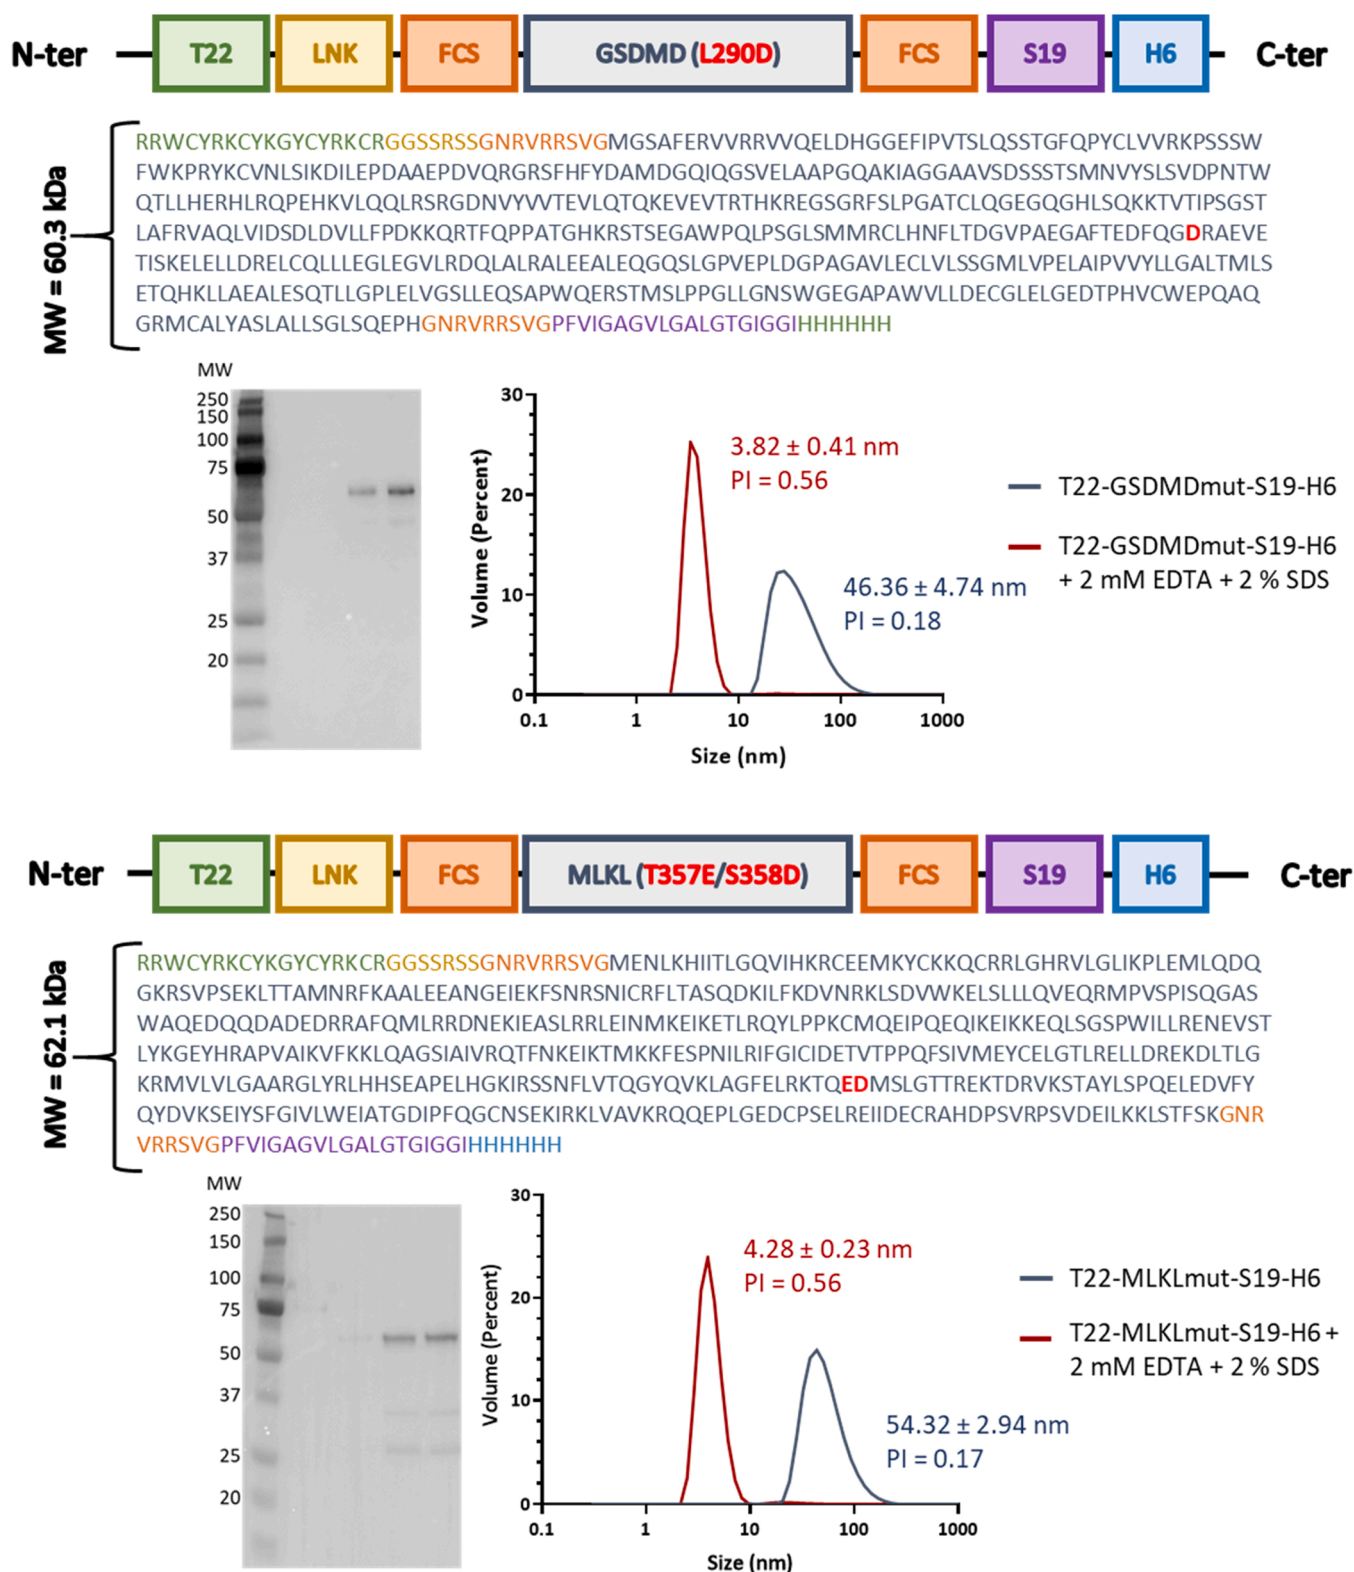 N-ter T22 LNK FCS GSDMD (L290D) FCS S19 H6 C-ter
MW = 60.3 kDa
RRWCYRKCYKGYCYRKCRGGSSRSSGNRVRRSVGMGSAFERVVRRVVQELDHGGEFIPVTSLQSSTGFQPYCLVVRKPSSSW
FWKPRYKCVNLSIKDILEPDAAEPDVQRGRSFHFYDAMDGQIQGSVELAAPGQAKIAGGAAVSDSSSTSMNVYSLSVDPNTW
QTLLHERHLRQPEHKVLQQLRSRGDNVYVVTEVLQTQKEVEVTRTHKREGSGRFSLPGATCLQGEGQGHLSQKKTVTIPSGST
LAFRVAQLVIDSDLDVLLFPDKKQRTFQPPATGHKRSTSEGAWPQLPSGLSMMRCLHNFLTDGVPAEGAFTEDFQGDRAEVE
TISKELELLDRELCQLLLEGLEGVLRDQLALRALEEALEQGQSLGPVEPLDGPAGAVLECLVLSSGMLVPELAIPVVYLLGALTMLS
ETQHKLLAEALESQTLLGPLELVGSLLEQSAPWQERSTMSLPPGLLGNSWGEGAPAWVLLDECGLELGEDTPHVCWEPQAQ
GRMCALYASLALLSGLSQEPHGNRVRRSVGPFVIGAGVLGALGTGIGGIHHHHHH
MW
250
150
100
75
50
37
25
20
Volume (Percent)
30
20
10
0
0.1 1 10 100 1000
Size (nm)
3.82 ± 0.41 nm
PI = 0.56
46.36 ± 4.74 nm
PI = 0.18
T22-GSDMDmut-S19-H6
T22-GSDMDmut-S19-H6
+ 2 mM EDTA + 2 % SDS
N-ter T22 LNK FCS MLKL (T357E/S358D) FCS S19 H6 C-ter
MW = 62.1 kDa
RRWCYRKCYKGYCYRKCRGGSSRSSGNRVRRSVGMENLKHIITLGQVIHKRCEEMKYCKKQCRRLGHRVLGLIKPLEMLQDQ
GKRSVPSEKLTTAMNRFKAALEEANGEIEKFSNRSNICRFLTASQDKILFKDVNRKLSDVWKELSLLLQVEQRMPVSPISQGAS
WAQEDQQDADEDRRAFQMLRRDNEKIEASLRRLEINMKEIKETLRQYLPPKCMQEIPQEQIKEIKKEQLSGSPWILLRENEVST
LYKGEYHRAPVAIKVFKKLQAGSIAIVRQTFNKEIKTMKKFESPNILRIFGICIDETVTPPQFSIVMEYCELGTLRELLDREKDLTLG
KRMVLVLGAARGLYRLHHSEAPELHGKIRSSNFLVTQGYQVKLAGFELRKTQEDMSLGTTREKTDRVKSTAYLSPQELEDVFY
QYDVKSEIYSFGIVLWEIATGDIPFQGCNSEKIRKLVAVKRQQEPLGEDCPSELREIIDECRAHDPSVRPSVDEILKKLSTFSKGNR
VRRSVGPFVIGAGVLGALGTGIGGIHHHHHH
MW
250
150
100
75
50
37
25
20
Volume (Percent)
30
20
10
0
0.1 1 10 100 1000
Size (nm)
4.28 ± 0.23 nm
PI = 0.56
54.32 ± 2.94 nm
PI = 0.17
T22-MLKLmut-S19-H6
T22-MLKLmut-S19-H6 +
2 mM EDTA + 2 % SDS